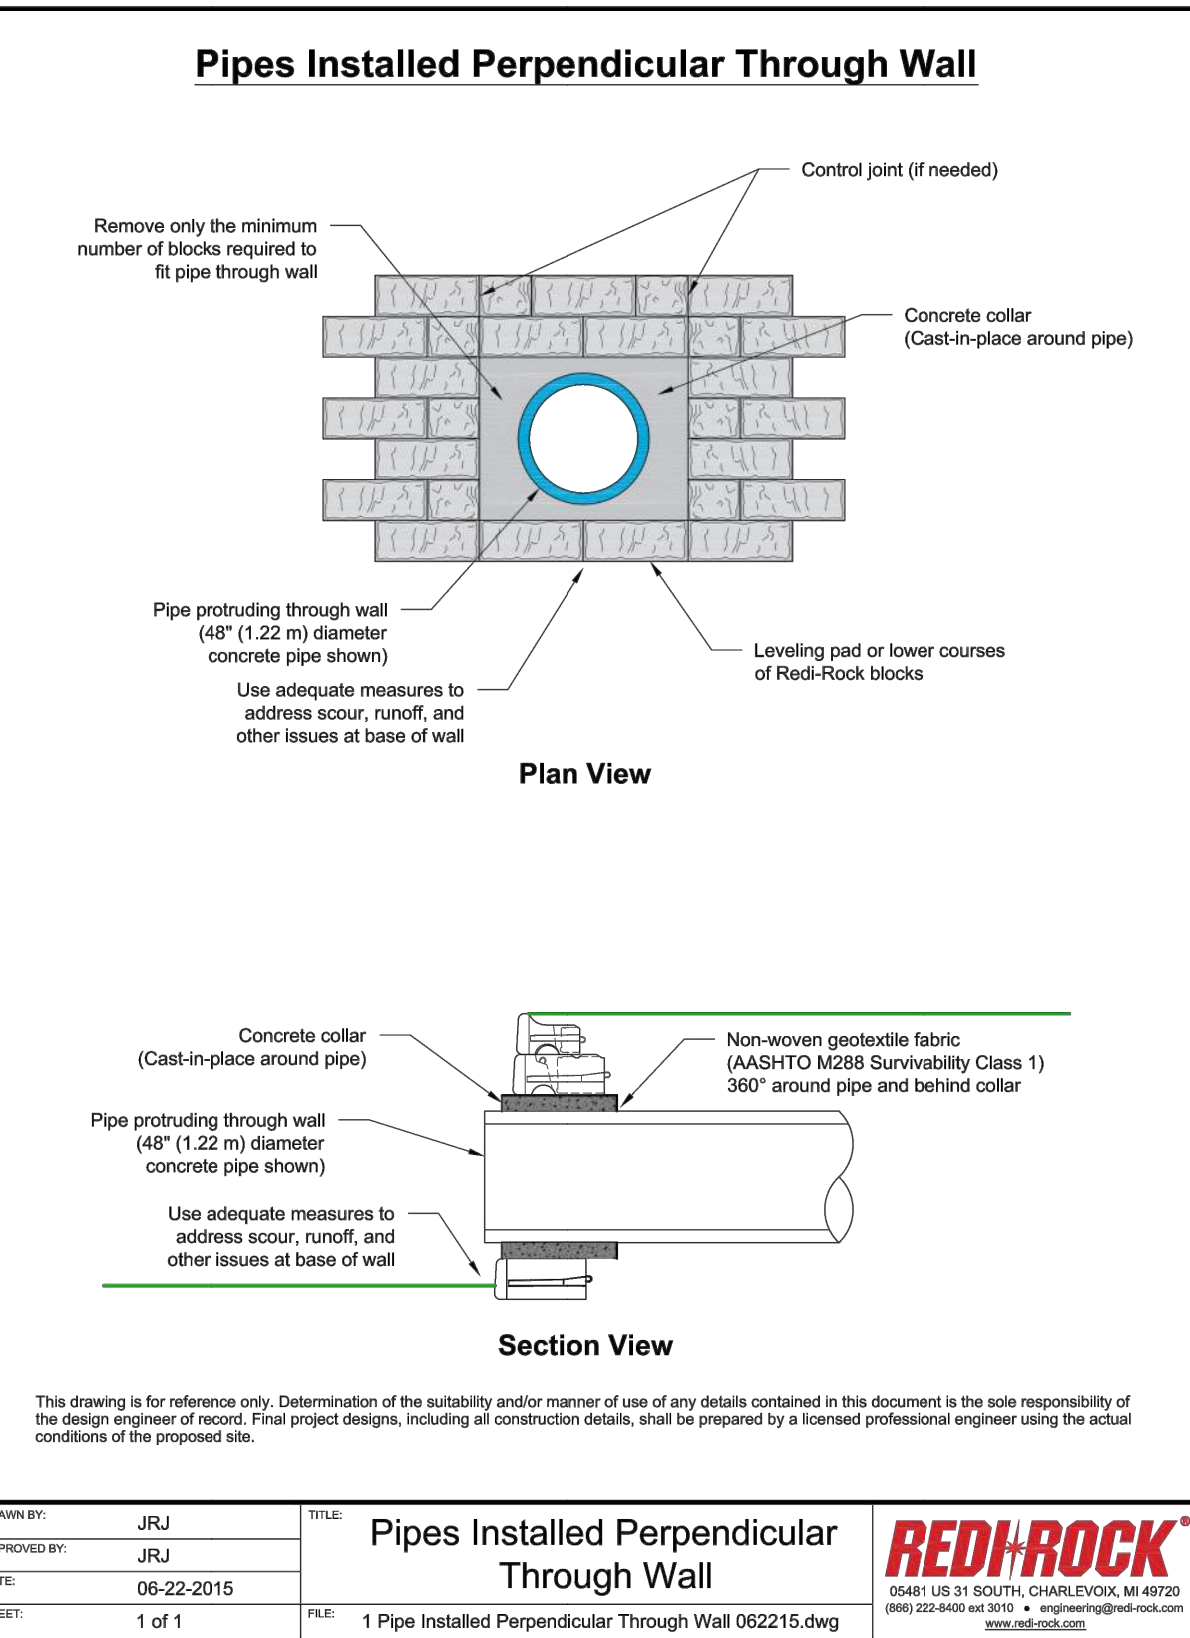 Pipes Installed Perpendicular Through Wall
Control joint (if needed)
Remove only the minimum
number of blocks required to
fit pipe through wall
Concrete collar
(Cast-in-place around pipe)
Pipe protruding through wall
(48" (1.22 m) diameter
concrete pipe shown)
Leveling pad or lower courses
of Redi-Rock blocks
Use adequate measures to
address scour, runoff, and
other issues at base of wall
Plan View
Concrete collar
(Cast-in-place around pipe)
Non-woven geotextile fabric
(AASHTO M288 Survivability Class 1)
360° around pipe and behind collar
Pipe protruding through wall
(48" (1.22 m) diameter
concrete pipe shown)
Use adequate measures to
address scour, runoff, and
other issues at base of wall
Section View
This drawing is for reference only. Determination of the suitability and/or manner of use of any details contained in this document is the sole responsibility of
the design engineer of record. Final project designs, including all construction details, shall be prepared by a licensed professional engineer using the actual
conditions of the proposed site.
AWN BY:
JRJ
PROVED BY:
JRJ
TE:
06-22-2015
EET:
1 of 1
TITLE:
Pipes Installed Perpendicular
Through Wall
FILE:
1 Pipe Installed Perpendicular Through Wall 062215.dwg
REDI ROCK®
05481 US 31 SOUTH, CHARLEVOIX, MI 49720
(866) 222-8400 ext 3010 • engineering@redi-rock.com
www.redi-rock.com